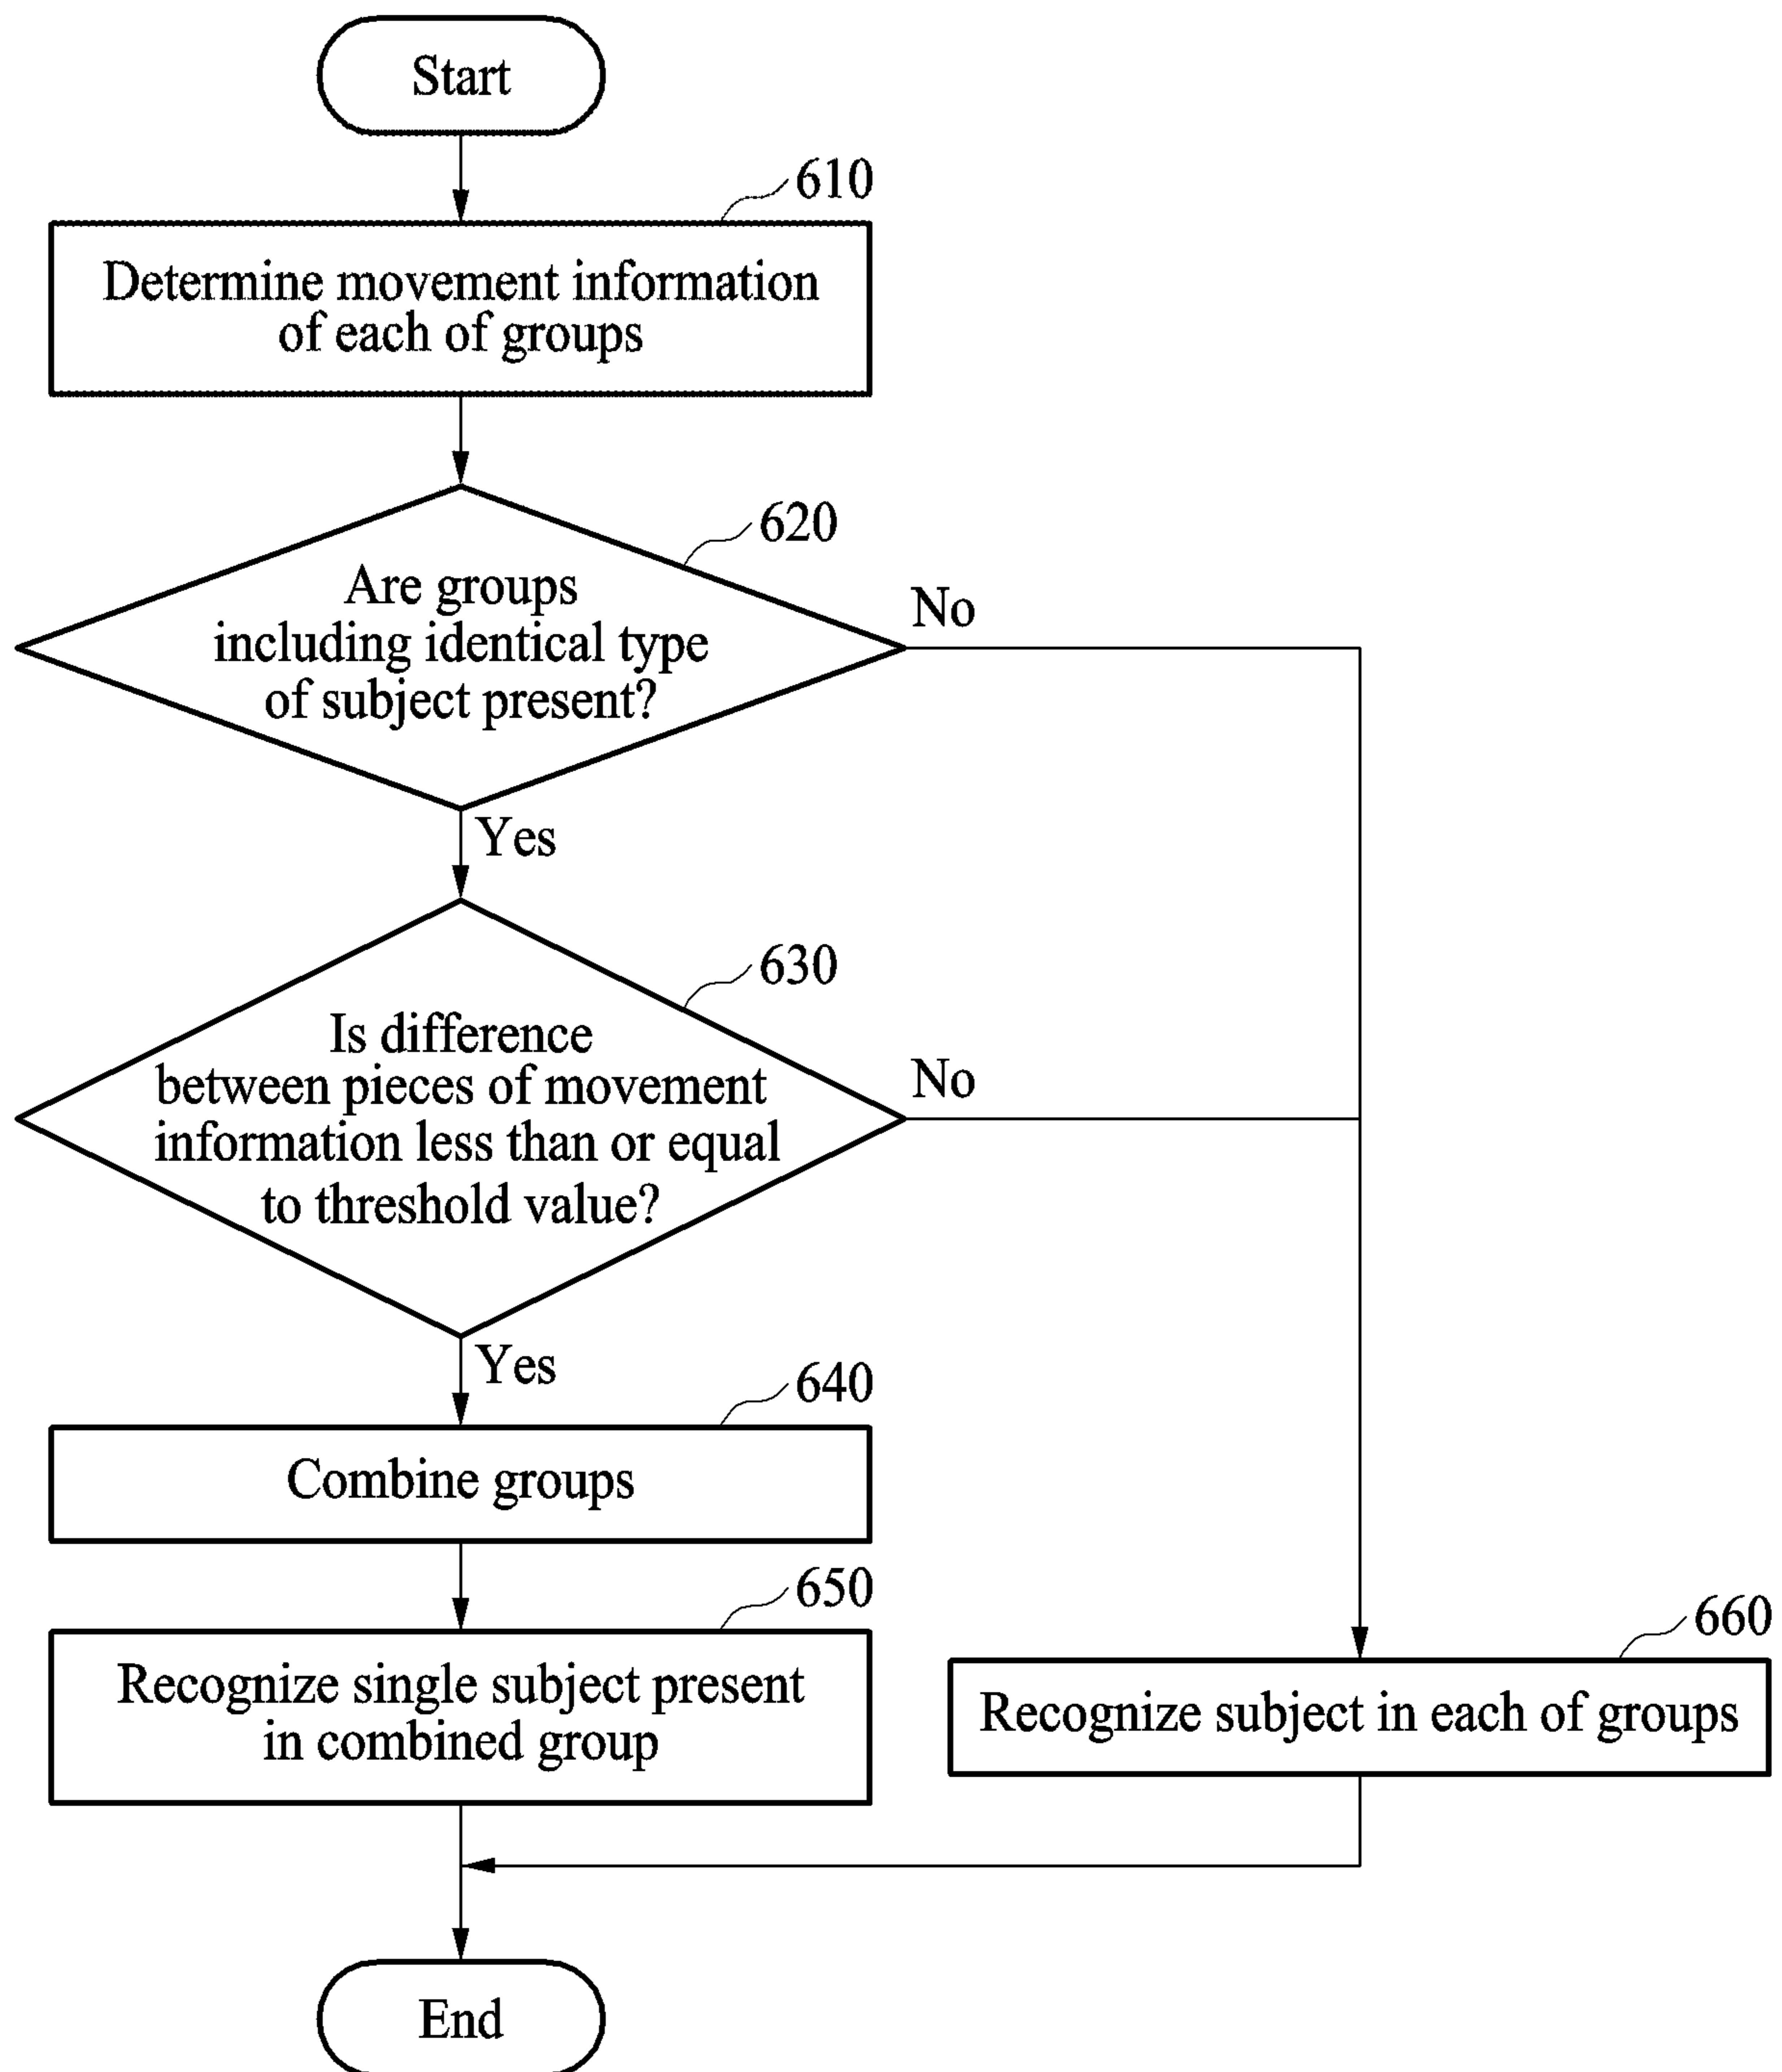 Start
610
Determine movement information
of each of groups
620
Are groups
including identical type
of subject present?
No
Yes
630
Is difference
between pieces of movement
information less than or equal
to threshold value?
No
Yes
640
Combine groups
650
Recognize single subject present
in combined group
660
Recognize subject in each of groups
End